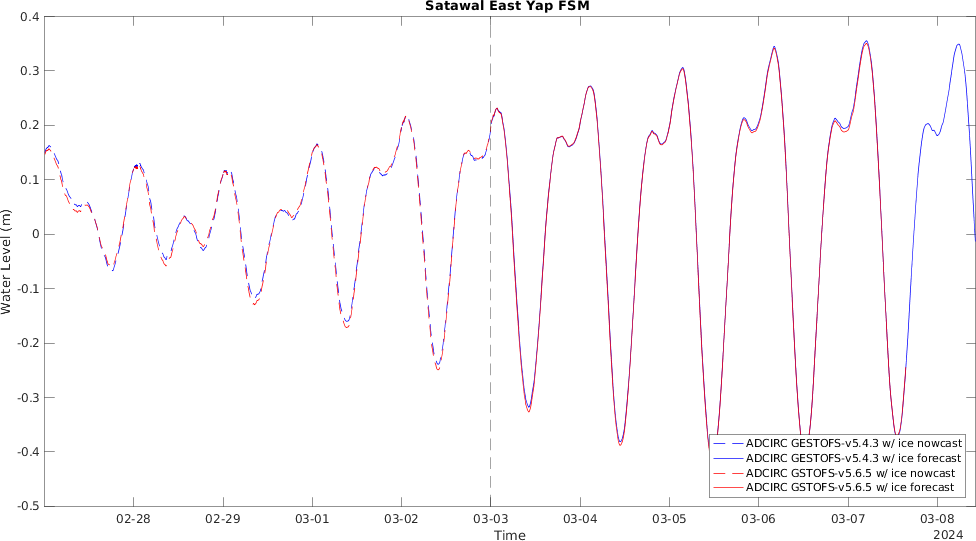 Satawal East Yap FSM
0.4
0.3
0.2
0.1
0
-0.1
-0.2
-0.3
-0.4
-0.5
Water Level (m)
ADCIRC GESTOFS-v5.4.3 w/ ice nowcast
ADCIRC GESTOFS-v5.4.3 w/ ice forecast
ADCIRC GSTOFS-v5.6.5 w/ ice nowcast
ADCIRC GSTOFS-v5.6.5 w/ ice forecast
02-28 02-29 03-01 03-02 03-03 03-04 03-05 03-06 03-07 03-08
Time
2024